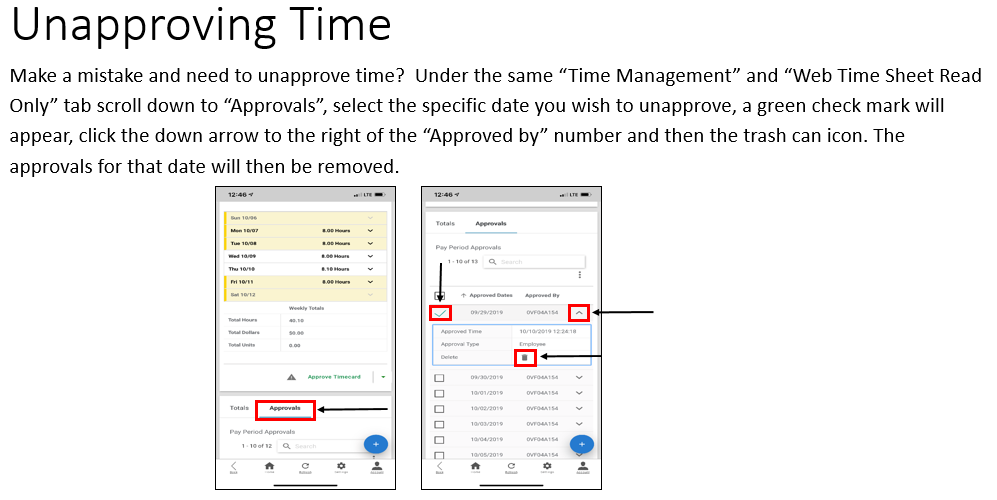 Unapproving Time
Make a mistake and need to unapprove time?  Under the same “Time Management” and “Web Time Sheet Read
Only” tab scroll down to “Approvals”, select the specific date you wish to unapprove, a green check mark will
appear, click the down arrow to the right of the “Approved by” number and then the trash can icon. The
approvals for that date will then be removed.
12:46
LTE
Sun 10/06
Mon 10/07 8.00 Hours
Tue 10/08 8.00 Hours
Wed 10/09 8.00 Hours
Thu 10/10 8.10 Hours
Fri 10/11 8.00 Hours
Sat 10/12
Weekly Totals
Total Hours 40.10
Total Dollars $0.00
Total Units 0.00
Approve Timecard
Totals Approvals
Pay Period Approvals
1 - 10 of 12 Search
Back Home Refresh Settings Account
12:46
LTE
Totals Approvals
Pay Period Approvals
1 - 10 of 13 Search
Approved Dates Approved By
09/29/2019 0VF04A154
Approved Time 10/10/2019 12:24:18
Approval Type Employee
Delete
09/30/2019 0VF04A154
10/01/2019 0VF04A154
10/02/2019 0VF04A154
10/03/2019 0VF04A154
10/04/2019 0VF04A154
10/05/2019 0VF04A154
Back Home Refresh Settings Account